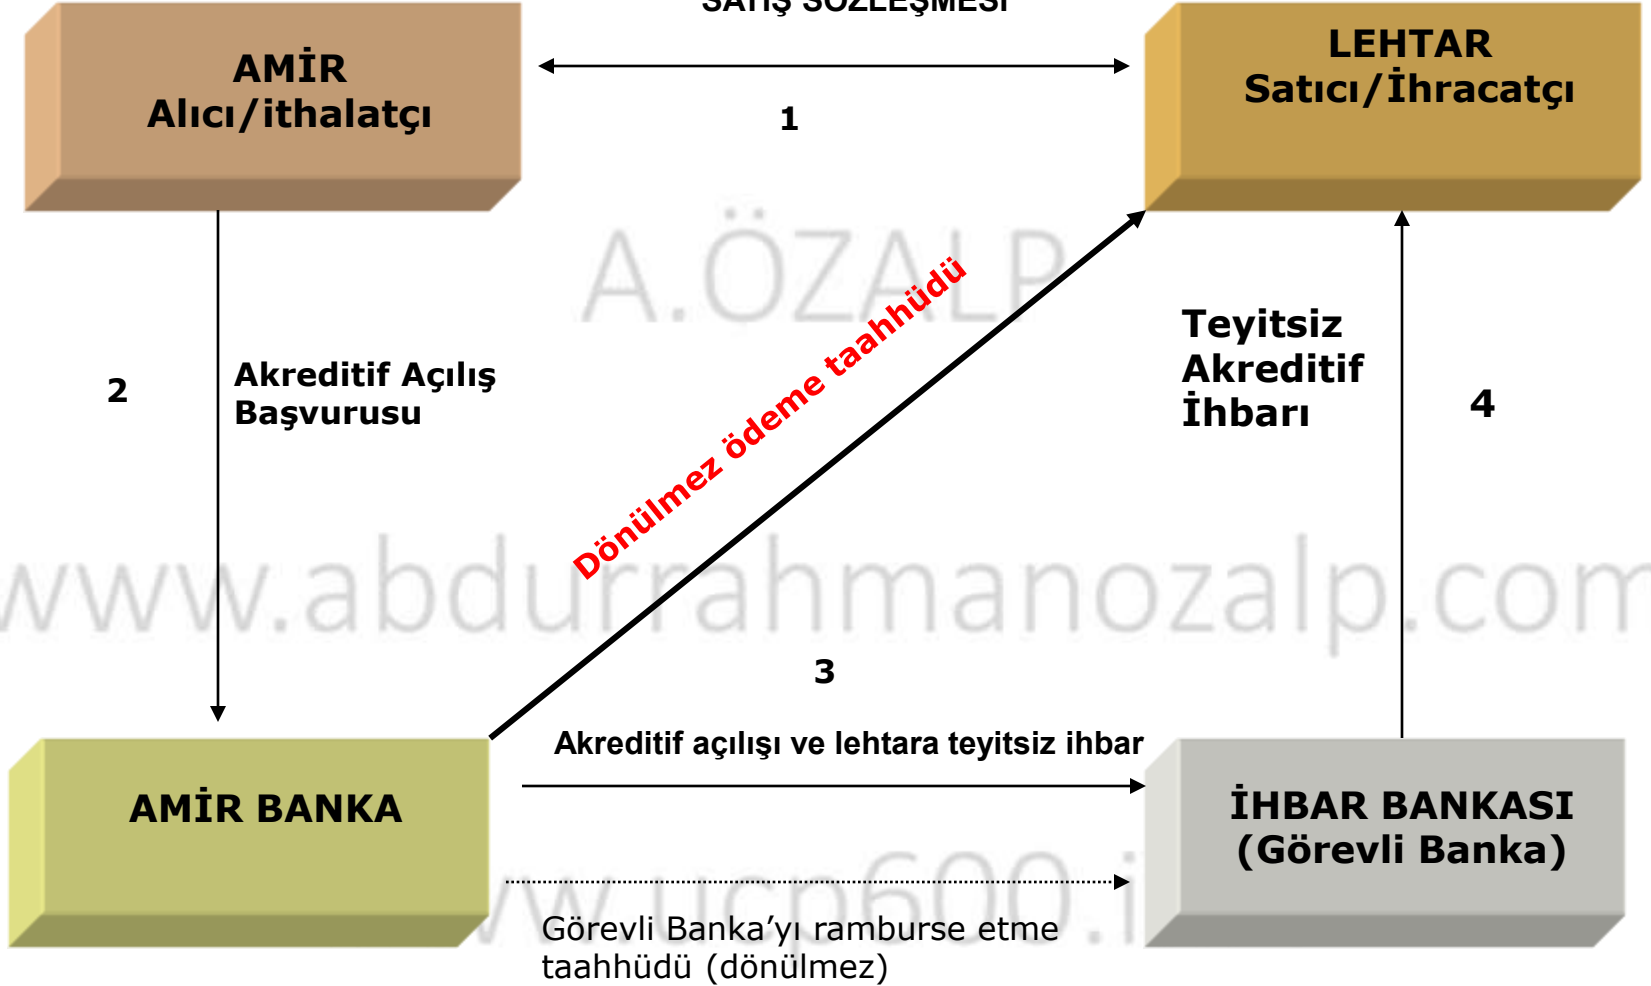 SATIŞ SÖZLEŞMESİ
AMİR
Alıcı/ithalatçı
LEHTAR
Satıcı/İhracatçı
1
A.ÖZALP
Dönülmez ödeme taahhüdü
Teyitsiz
Akreditif
İhbarı
2
Akreditif Açılış
Başvurusu
4
www.abdurrahmanozalp.com
3
Akreditif açılışı ve lehtara teyitsiz ihbar
AMİR BANKA
İHBAR BANKASI
(Görevli Banka)
www.ucp600.i
Görevli Banka’yı ramburse etme
taahhüdü (dönülmez)